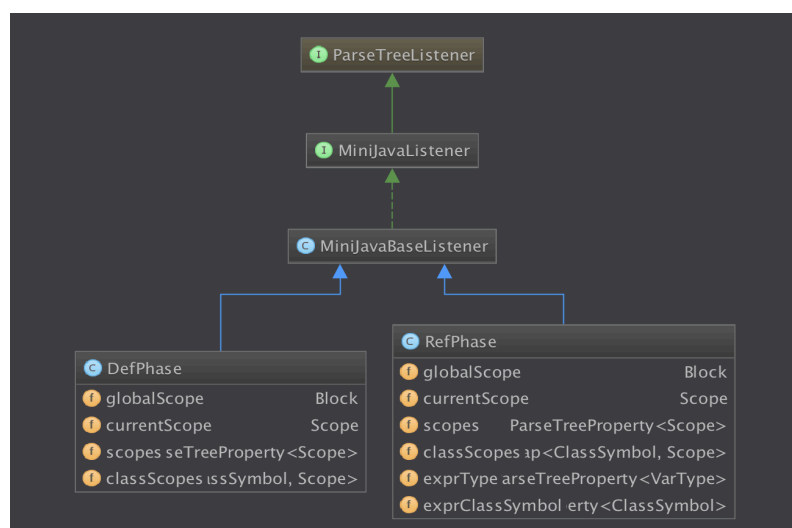 I ParseTreeListener
I MiniJavaListener
C MiniJavaBaseListener
C DefPhase
f globalScope Block
f currentScope Scope
f scopes seTreeProperty<Scope>
f classScopes ıssSymbol, Scope>
C RefPhase
f globalScope Block
f currentScope Scope
f scopes ParseTreeProperty<Scope>
f classScopes ap<ClassSymbol, Scope>
f exprType arseTreeProperty<VarType>
f exprClassSymbol erty<ClassSymbol>